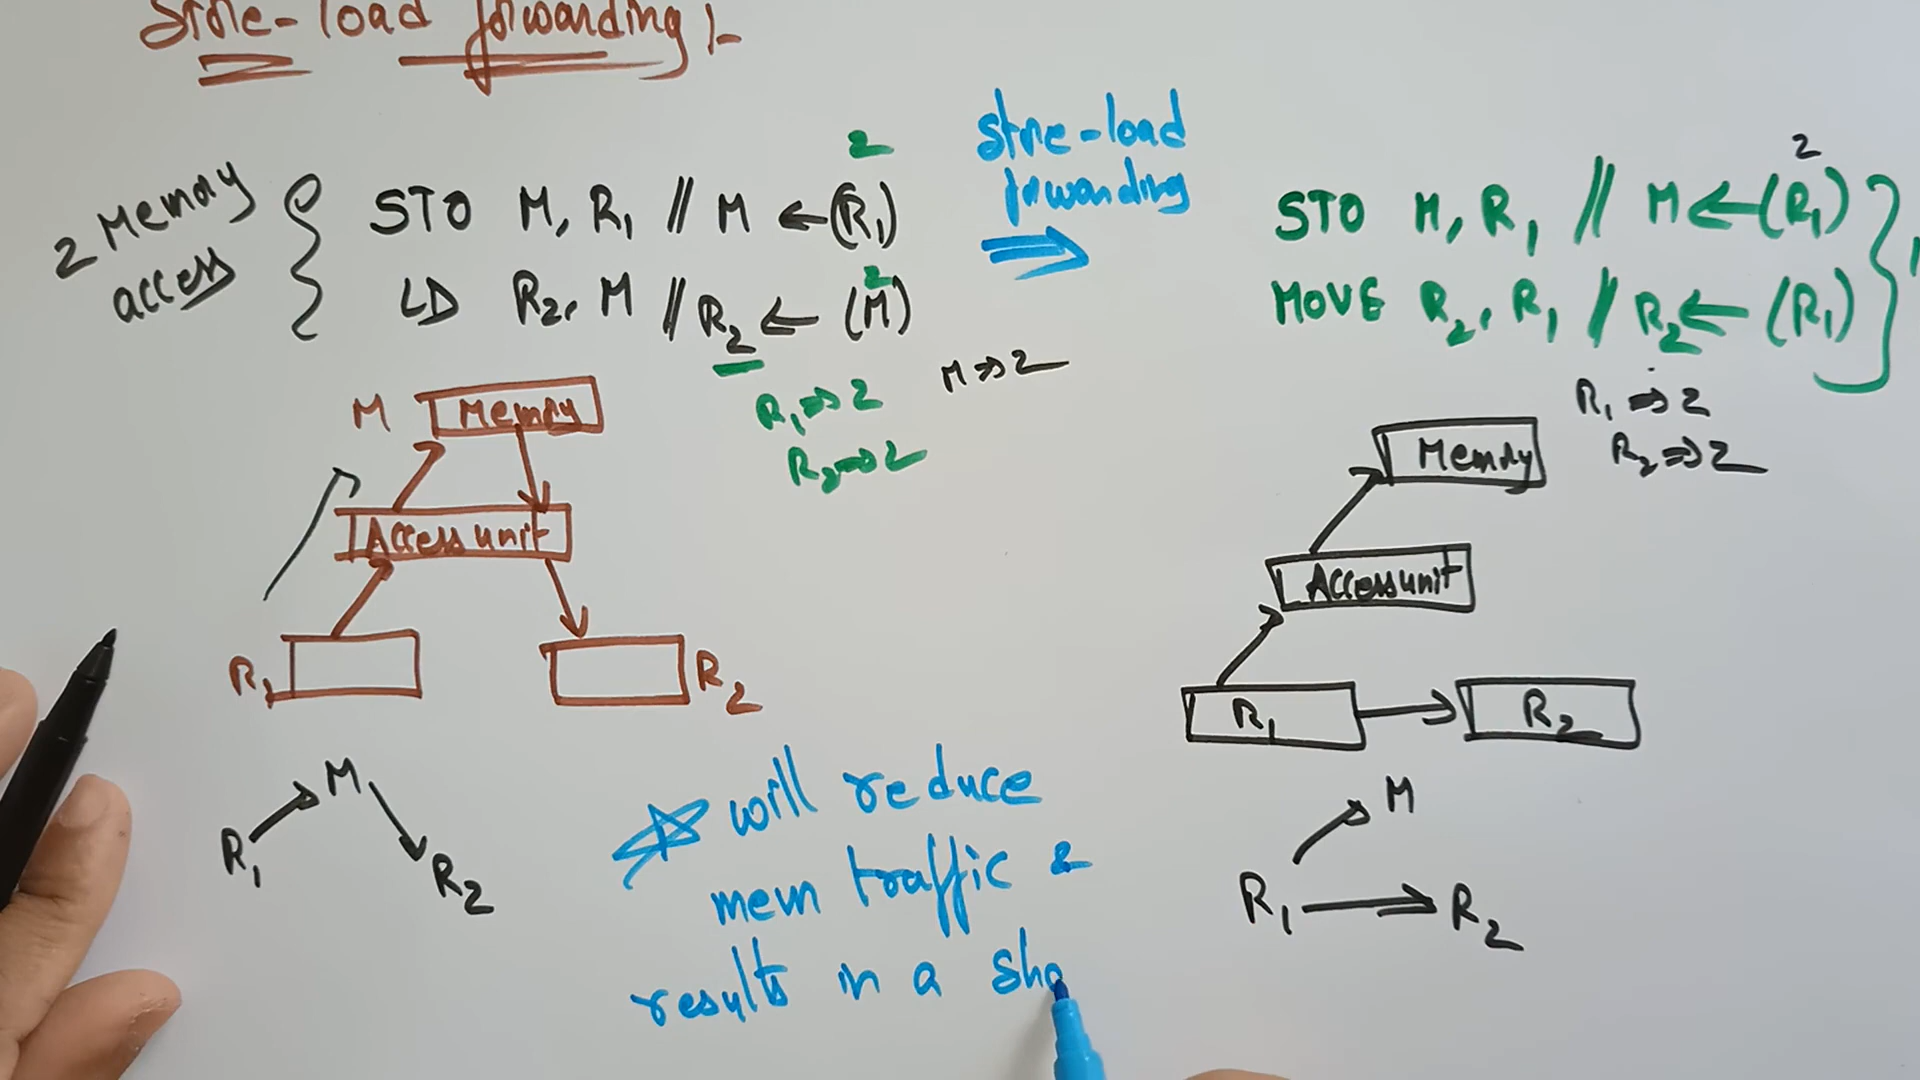 Store-load forwarding :-
2 Memory access
2
STO M, R1 // M ← (R1)
2
LD R2, M // R2 ← (M)
R1 ⇒ 2
R2 ⇒ 2
M ⇒ 2
M Memory
Access unit
R1
R2
R1 → M → R2
store-load
forwarding
⇒
2
STO M, R1 // M ← (R1)
MOVE R2, R1 // R2 ← (R1)
R1 ⇒ 2
R2 ⇒ 2
Memory
Access unit
R1 → R2
M
R1 → R2
☆ will reduce
mem traffic &
results in a sho